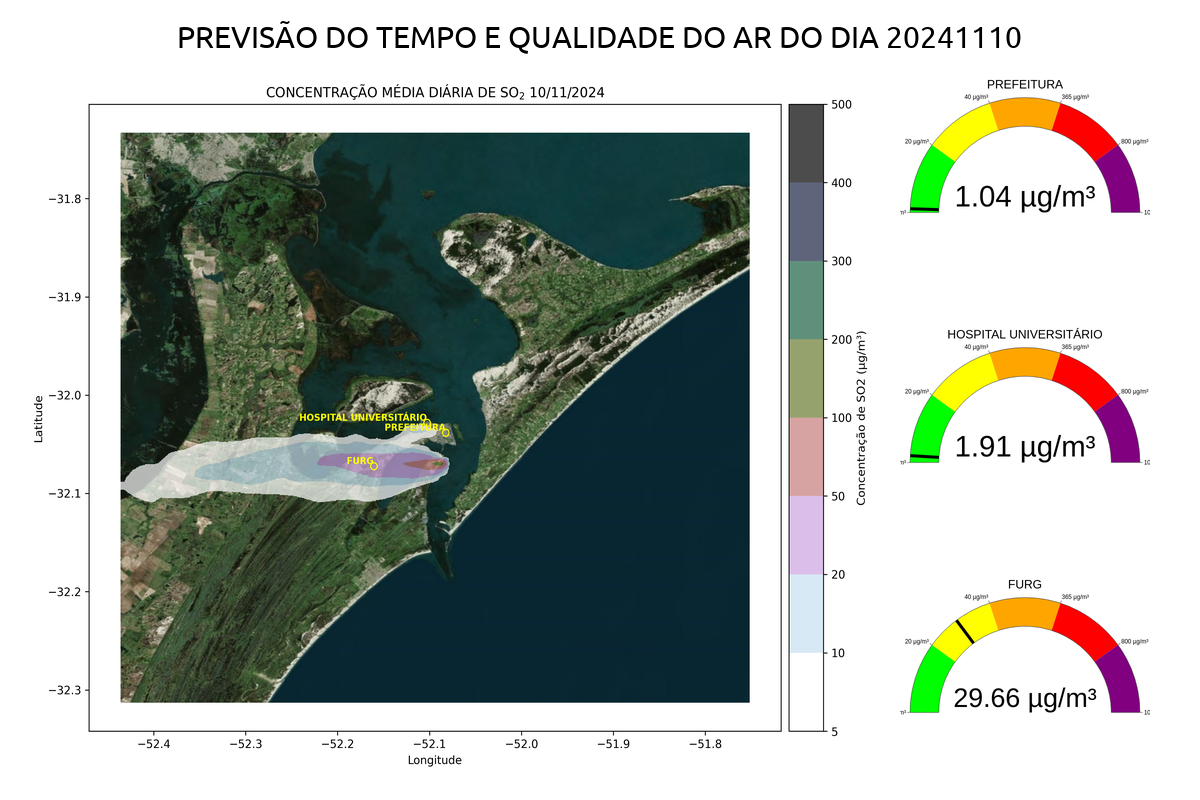 PREVISÃO DO TEMPO E QUALIDADE DO AR DO DIA 20241110
CONCENTRAÇÃO MÉDIA DIÁRIA DE SO₂ 10/11/2024
Latitude
−31.8
−31.9
−32.0
−32.1
−32.2
−32.3
HOSPITAL UNIVERSITÁRIO
PREFEITURA
FURG
−52.4
−52.3
−52.2
−52.1
−52.0
−51.9
−51.8
Longitude
500
400
300
200
100
50
20
10
5
Concentração de SO2 (µg/m³)
PREFEITURA
40 µg/m³
365 µg/m³
20 µg/m³
800 µg/m³
1.04 µg/m³
m³
10
HOSPITAL UNIVERSITÁRIO
40 µg/m³
365 µg/m³
20 µg/m³
800 µg/m³
1.91 µg/m³
m³
10
FURG
40 µg/m³
365 µg/m³
20 µg/m³
800 µg/m³
29.66 µg/m³
m³
10